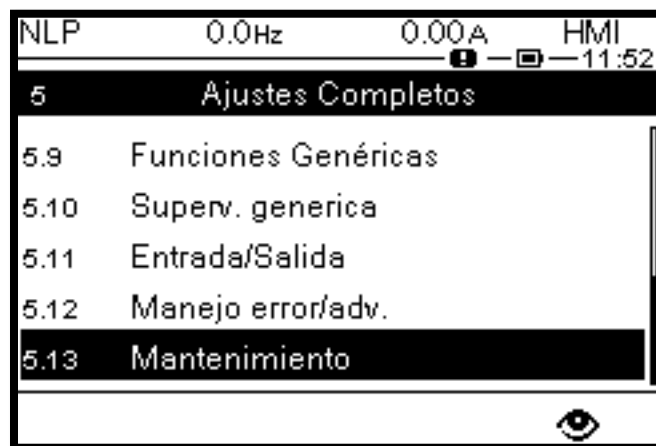 NLP 0.0Hz 0.00A HMI
11:52
5 Ajustes Completos
5.9 Funciones Genéricas
5.10 Superv. generica
5.11 Entrada/Salida
5.12 Manejo error/adv.
5.13 Mantenimiento